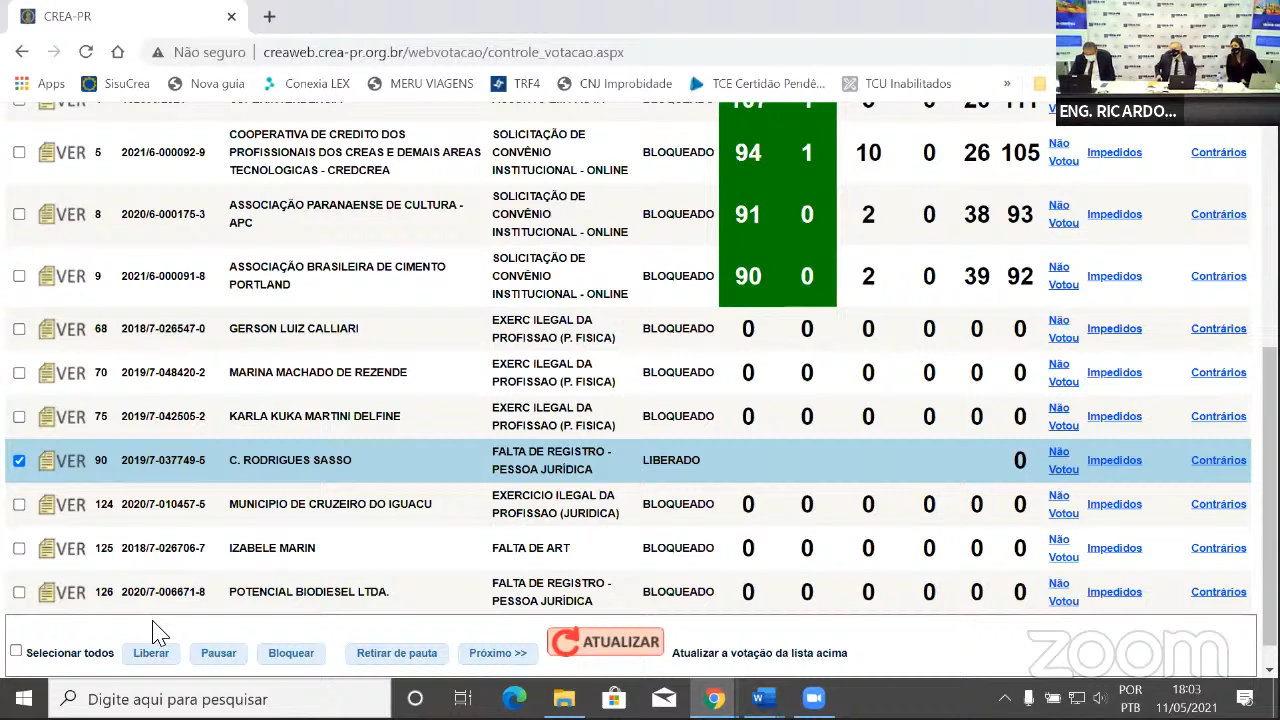 CREA-PR
Não seguro
Apps
SisuCrea
Nova guia
Conexa LEX
CNJ Improbidade
TCE Cíveis Pendê...
TCU Inabilitados
»
ENG. RICARDO...
COOPERATIVA DE CREDITO DOS PROFISSIONAIS DOS CREAS E DEMAIS AREAS TECNOLOGICAS - CREDCREA
VER 5 2021/6-000092-9
SOLICITAÇÃO DE CONVÊNIO INSTITUCIONAL - ONLINE
BLOQUEADO 94 1 10 0 26 105 Não Votou Impedidos Contrários
VER 8 2020/6-000175-3 ASSOCIAÇÃO PARANAENSE DE CULTURA - APC
SOLICITAÇÃO DE CONVÊNIO INSTITUCIONAL - ONLINE
BLOQUEADO 91 0 2 0 38 93 Não Votou Impedidos Contrários
VER 9 2021/6-000091-8 ASSOCIAÇÃO BRASILEIRA DE CIMENTO PORTLAND
SOLICITAÇÃO DE CONVÊNIO INSTITUCIONAL - ONLINE
BLOQUEADO 90 0 2 0 39 92 Não Votou Impedidos Contrários
VER 68 2018/7-026547-0 GERSON LUIZ CALLIARI EXERC ILEGAL DA PROFISSAO (P. FISICA) BLOQUEADO 0 0 0 0 0 0 Não Votou Impedidos Contrários
VER 70 2019/7-048420-2 MARINA MACHADO DE REZENDE EXERC ILEGAL DA PROFISSAO (P. FISICA) BLOQUEADO 0 0 0 0 0 0 Não Votou Impedidos Contrários
VER 75 2019/7-042505-2 KARLA KUKA MARTINI DELFINE EXERC ILEGAL DA PROFISSAO (P. FISICA) BLOQUEADO 0 0 0 0 0 0 Não Votou Impedidos Contrários
VER 90 2019/7-037749-5 C. RODRIGUES SASSO FALTA DE REGISTRO - PESSOA JURÍDICA LIBERADO 0 Não Votou Impedidos Contrários
VER 124 2020/7-010457-5 MUNICIPIO DE CRUZEIRO DO IGUACU EXERCICIO ILEGAL DA PROFISSAO (JURIDICA) BLOQUEADO 0 0 0 0 0 0 Não Votou Impedidos Contrários
VER 125 2018/7-026706-7 IZABELE MARIN FALTA DE ART BLOQUEADO 0 0 0 0 0 0 Não Votou Impedidos Contrários
VER 126 2020/7-006671-8 POTENCIAL BIODIESEL LTDA. FALTA DE REGISTRO - PESSOA JURÍDICA BLOQUEADO 0 0 0 0 0 0 Não Votou Impedidos Contrários
Selecionar todos Liberar Pausar Bloquear Retirar de pauta Próximo >> ATUALIZAR Atualizar a votação da lista acima
zoom
Digite aqui para pesquisar
POR
PTB
18:03
11/05/2021